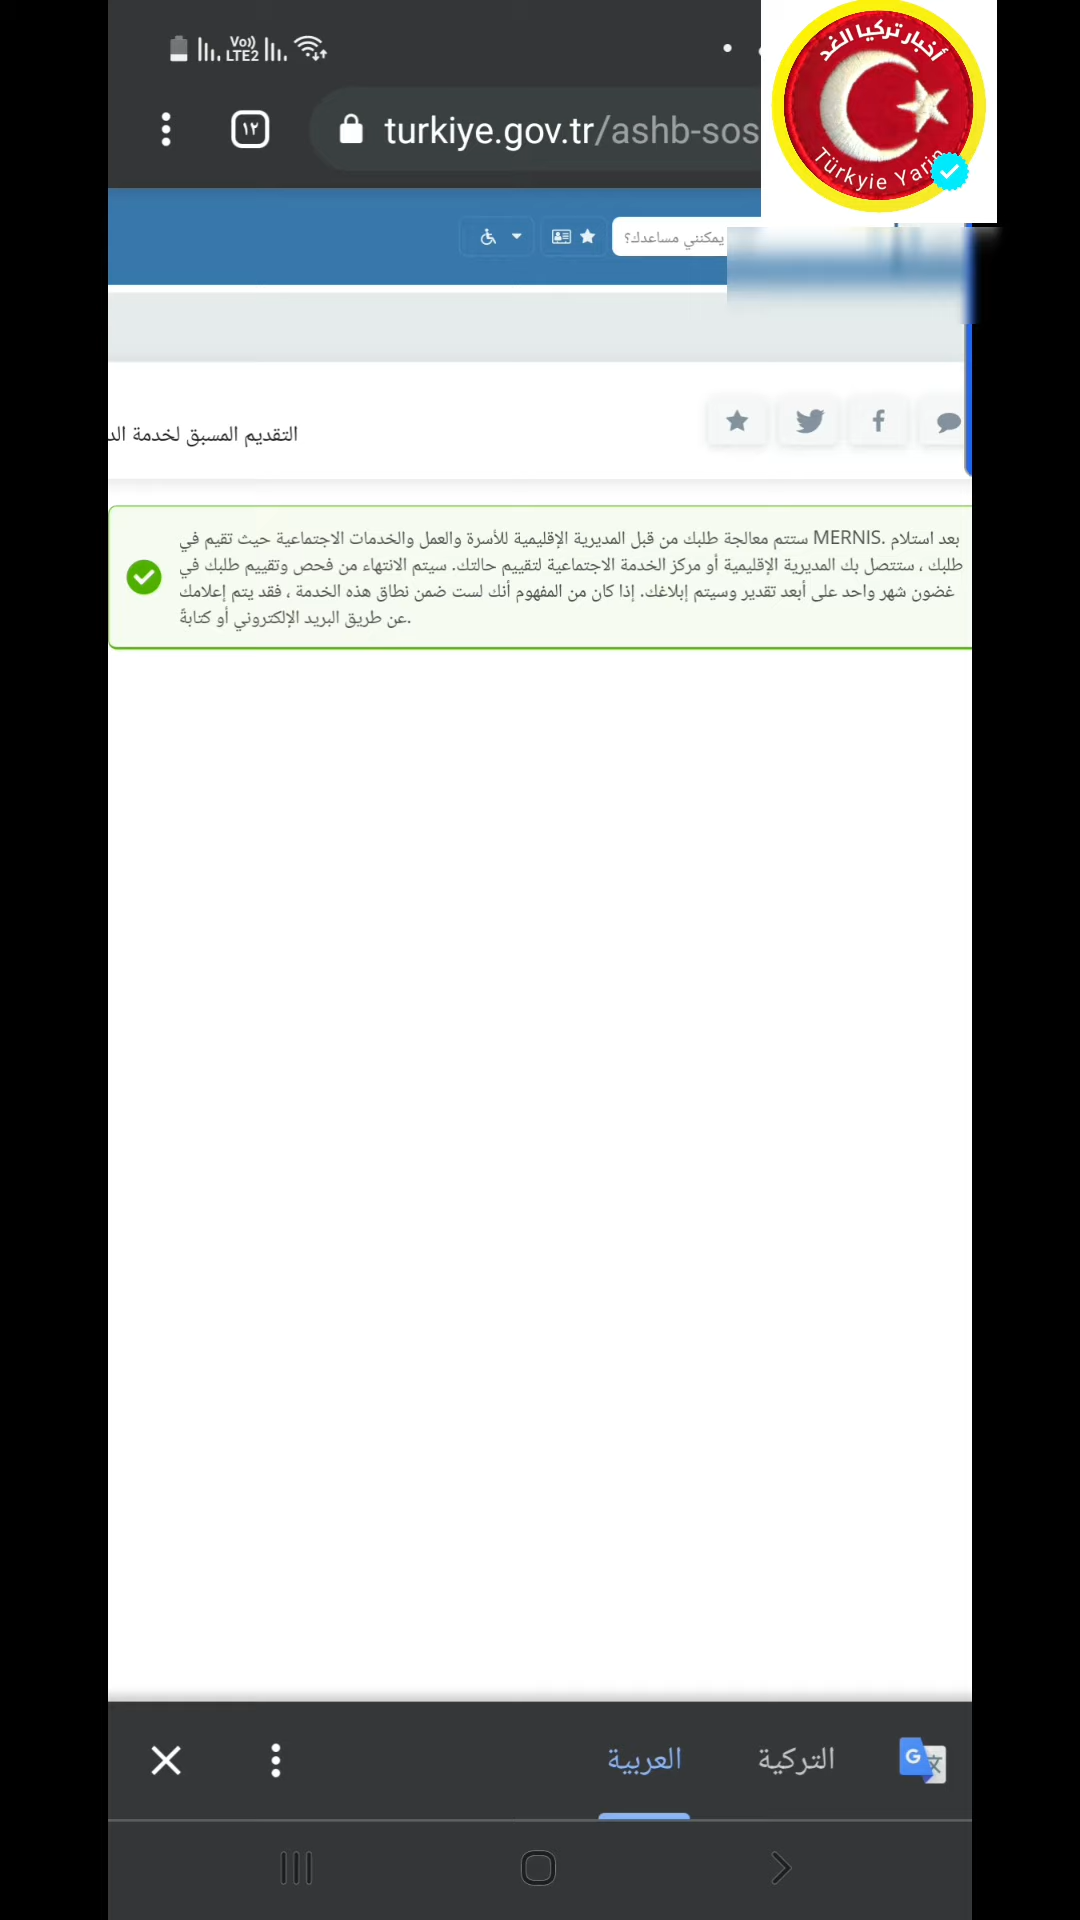 Vo))
LTE2
١٢
turkiye.gov.tr/ashb-sos
أخبار تركيا الغد
Türkyie Yarin
يمكنني مساعدك؟
التقديم المسبق لخدمة الد
بعد استلام .MERNIS ستتم معالجة طلبك من قبل المديرية الإقليمية للأسرة والعمل والخدمات الاجتماعية حيث تقيم في
طلبك ، ستتصل بك المديرية الإقليمية أو مركز الخدمة الاجتماعية لتقييم حالتك. سيتم الانتهاء من فحص وتقييم طلبك في
غضون شهر واحد على أبعد تقدير وسيتم إبلاغك. إذا كان من المفهوم أنك لست ضمن نطاق هذه الخدمة ، فقد يتم إعلامك
.عن طريق البريد الإلكتروني أو كتابةً
التركية
العربية